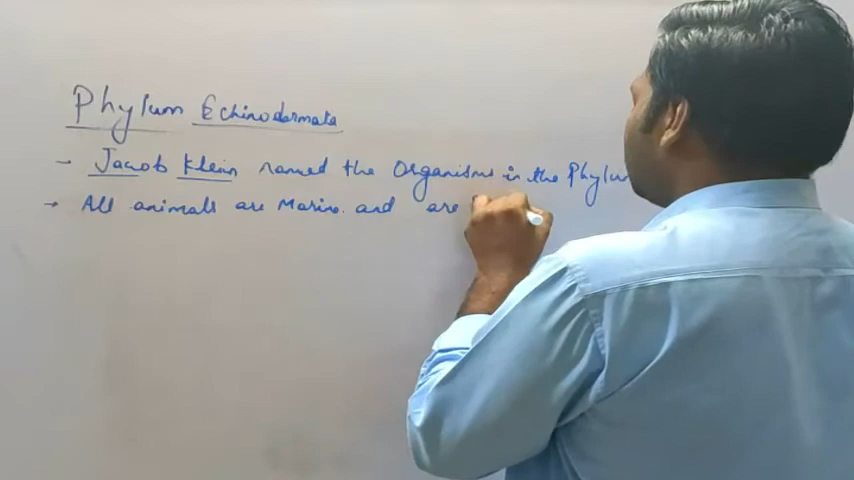 Phylum Echinodermata
- Jacob Klein named the Organisms in the Phylum
→ All animals are Marine and are